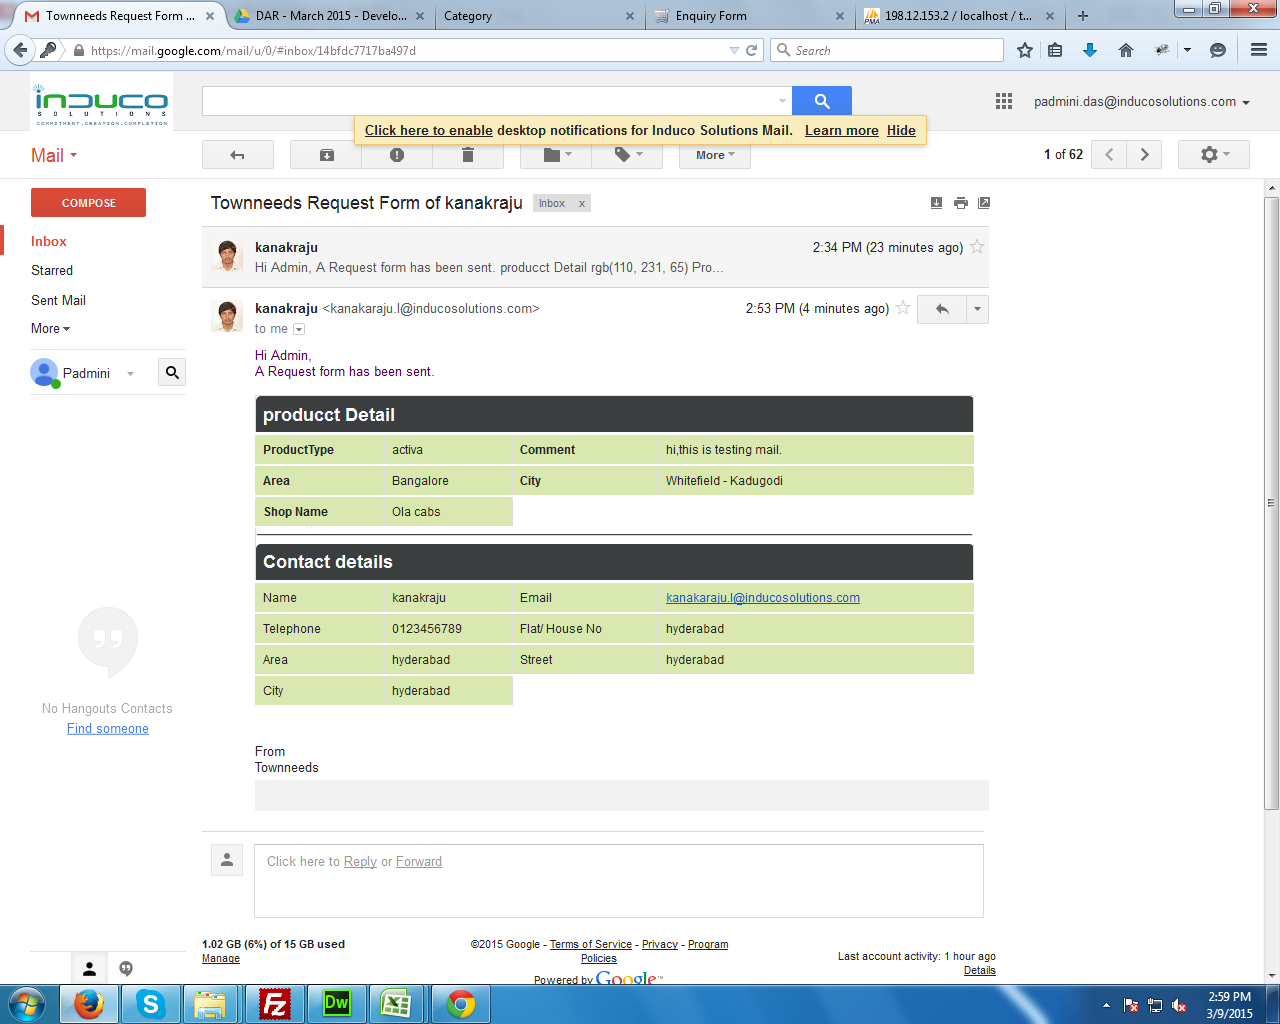 Townneeds Request Form ...
DAR - March 2015 - Develo...
Category
Enquiry Form
198.12.153.2 / localhost / t...
https://mail.google.com/mail/u/0/#inbox/14bfdc7717ba497d
Search
INDUCO
SOLUTIONS
COMMITMENT.CREATION.COMPLETION
padmini.das@inducosolutions.com
Click here to enable desktop notifications for Induco Solutions Mail. Learn more Hide
Mail
More
1 of 62
COMPOSE
Inbox
Starred
Sent Mail
More
Padmini
No Hangouts Contacts
Find someone
Townneeds Request Form of kanakraju
Inbox x
kanakraju
2:34 PM (23 minutes ago)
Hi Admin, A Request form has been sent. producct Detail rgb(110, 231, 65) Pro...
kanakraju <kanakaraju.l@inducosolutions.com>
2:53 PM (4 minutes ago)
to me
Hi Admin,
A Request form has been sent.
producct Detail
ProductType activa Comment hi,this is testing mail.
Area Bangalore City Whitefield - Kadugodi
Shop Name Ola cabs
Contact details
Name kanakraju Email kanakaraju.l@inducosolutions.com
Telephone 0123456789 Flat/ House No hyderabad
Area hyderabad Street hyderabad
City hyderabad
From
Townneeds
Click here to Reply or Forward
1.02 GB (6%) of 15 GB used
Manage
©2015 Google - Terms of Service - Privacy - Program
Policies
Powered by Google™
Last account activity: 1 hour ago
Details
2:59 PM
3/9/2015